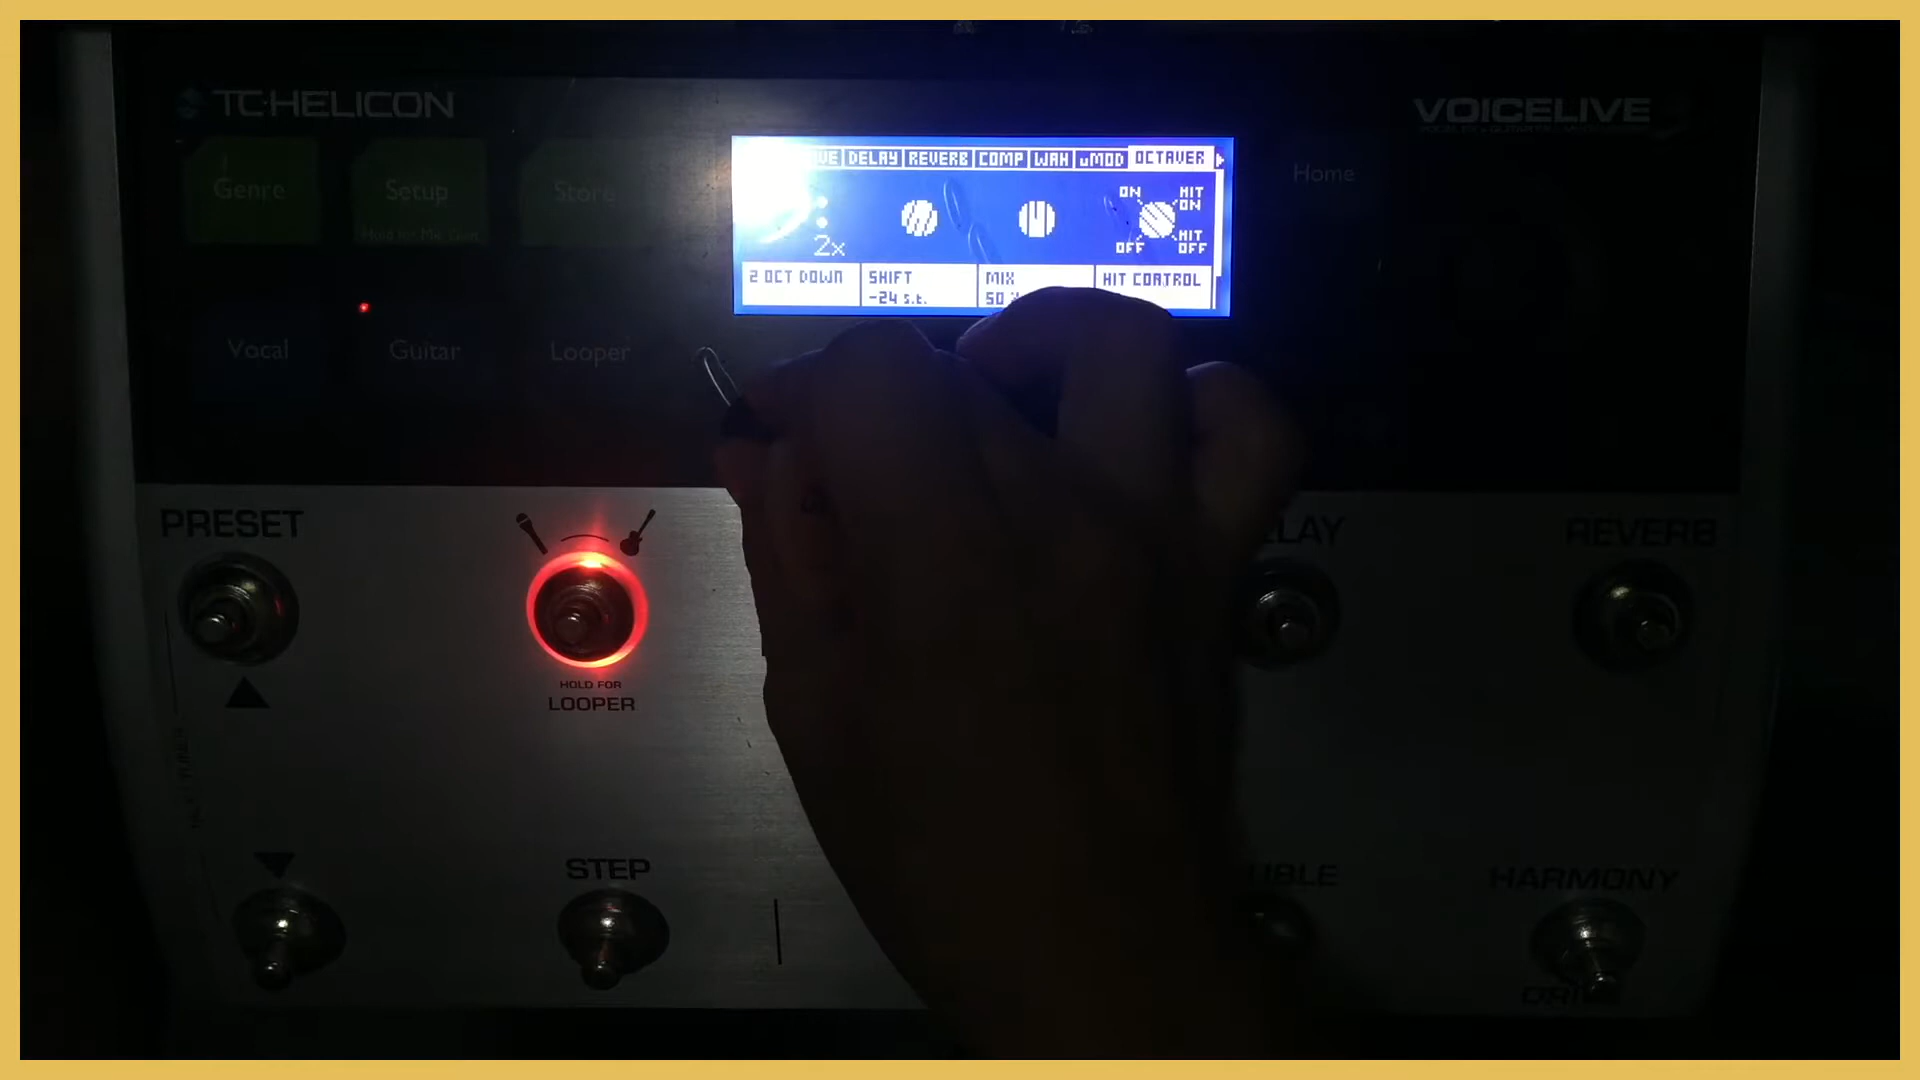 TC·HELICON
VOICELIVE
Genre
Setup
Store
Home
DELAY REVERB COMP WAH uMOD OCTAVER
ON
HIT ON
OFF
HIT OFF
2x
2 OCT DOWN
SHIFT
-24 s.t.
MIX
50
HIT CONTROL
Vocal
Guitar
Looper
PRESET
LAY
REVERB
HOLD FOR
LOOPER
STEP
HARMONY